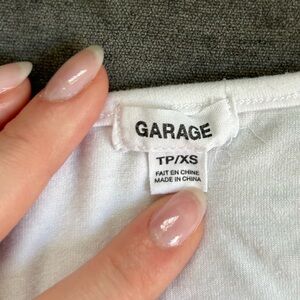 GARAGE
TP/XS
FAIT EN CHINE
MADE IN CHINA